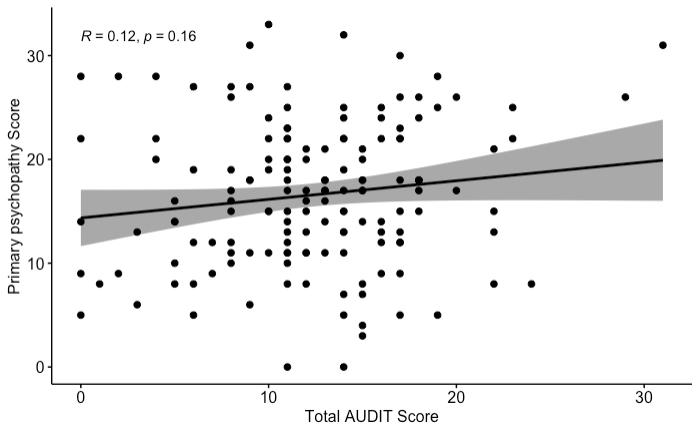 R = 0.12, p = 0.16
30
20
10
0
Primary psychopathy Score
0 10 20 30
Total AUDIT Score